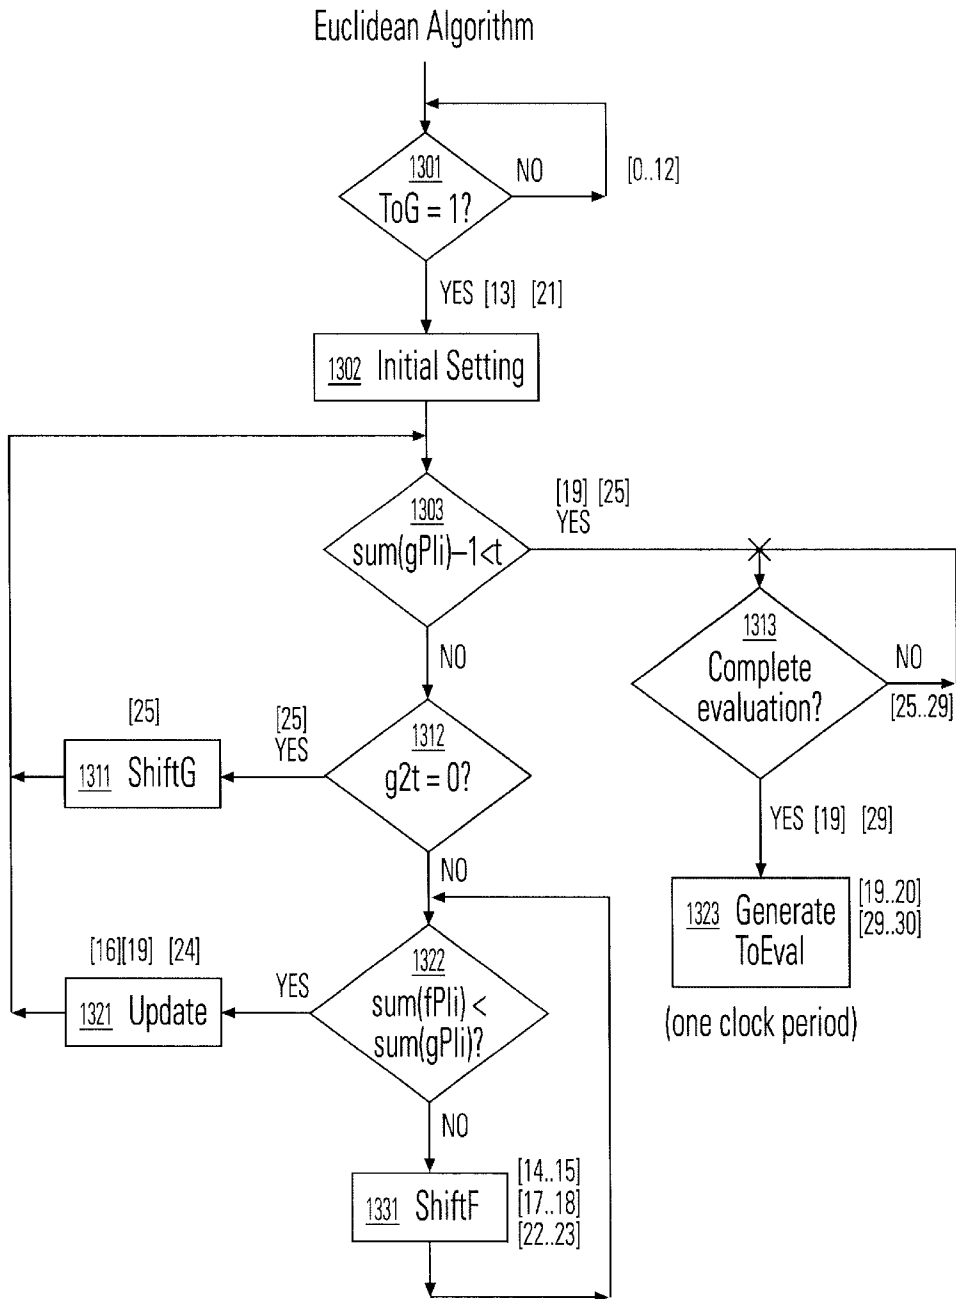 Euclidean Algorithm
1301
ToG = 1?
NO
[0..12]
YES [13] [21]
1302 Initial Setting
1303
sum(gPli)–1<t
[19] [25]
YES
NO
1313
Complete
evaluation?
NO
[25..29]
[25]
1311 ShiftG
[25]
YES
1312
g2t = 0?
NO
YES [19] [29]
1323 Generate
ToEval
[19..20]
[29..30]
(one clock period)
[16][19] [24]
1321 Update
YES
1322
sum(fPli) <
sum(gPli)?
NO
1331 ShiftF
[14..15]
[17..18]
[22..23]